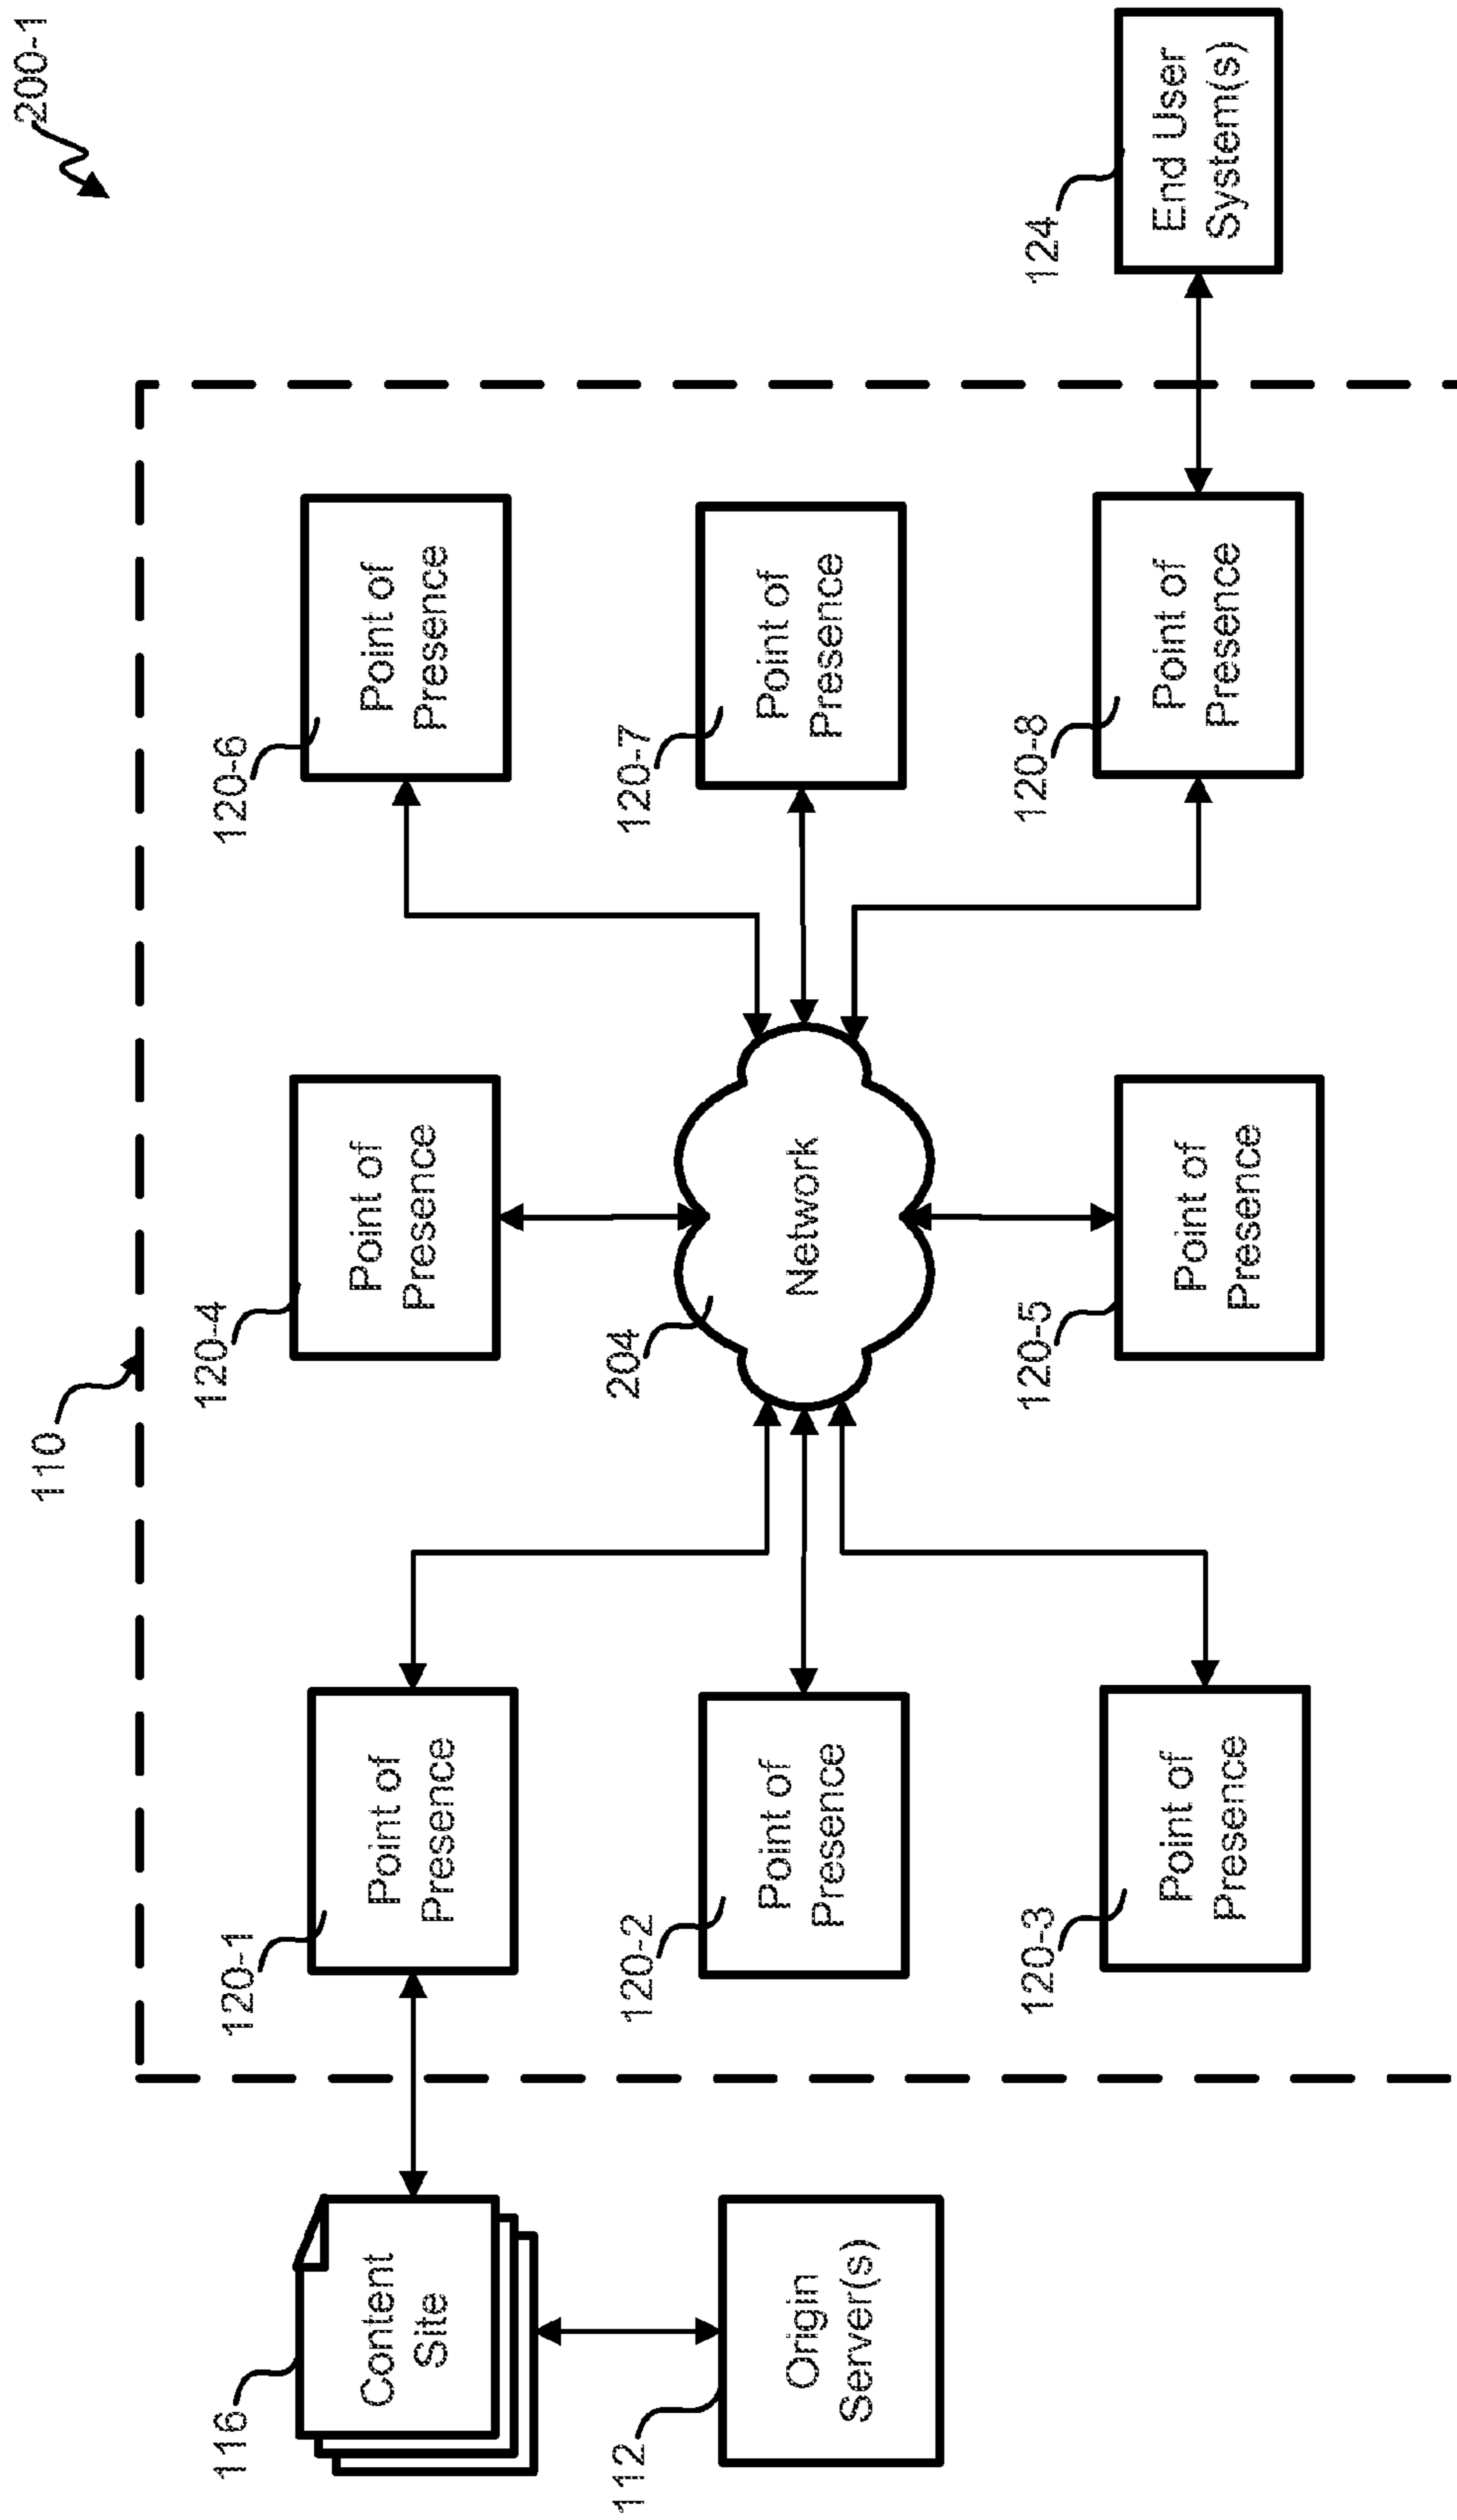 200-1
110
116
Content
Site
112
Origin
Server(s)
120-1
Point of
Presence
120-2
Point of
Presence
120-3
Point of
Presence
120-4
Point of
Presence
204
Network
120-5
Point of
Presence
120-6
Point of
Presence
120-7
Point of
Presence
120-8
Point of
Presence
124
End User
System(s)